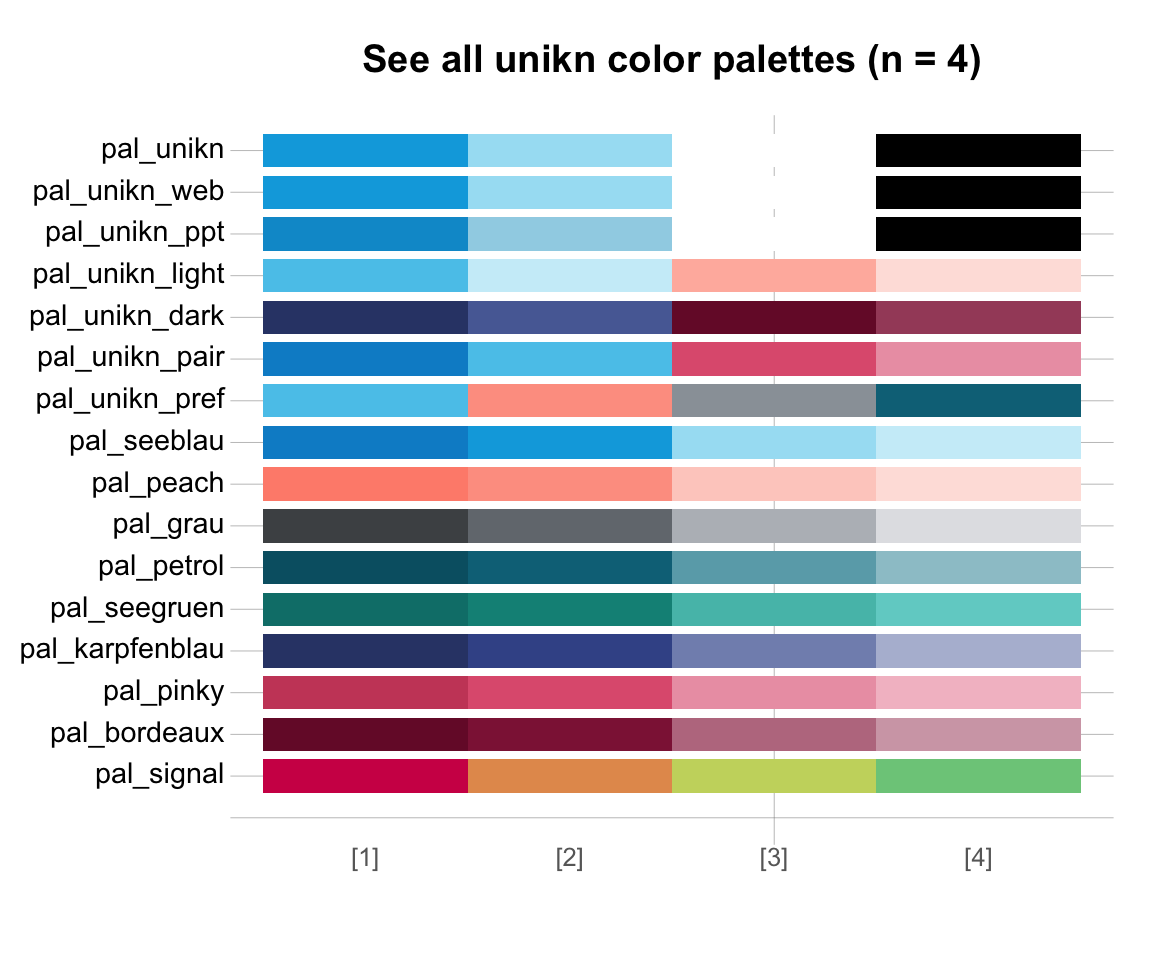 See all unikn color palettes (n = 4)
pal_unikn
pal_unikn_web
pal_unikn_ppt
pal_unikn_light
pal_unikn_dark
pal_unikn_pair
pal_unikn_pref
pal_seeblau
pal_peach
pal_grau
pal_petrol
pal_seegruen
pal_karpfenblau
pal_pinky
pal_bordeaux
pal_signal
[1] [2] [3] [4]